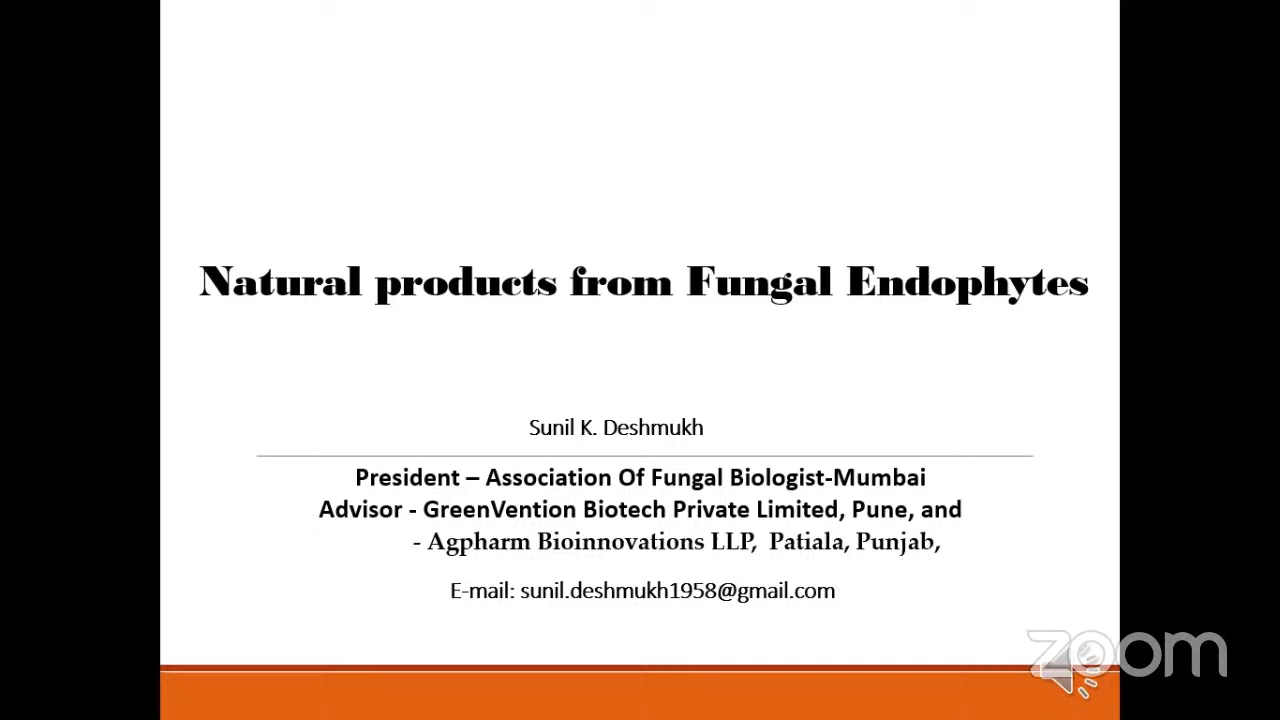 Natural products from Fungal Endophytes
Sunil K. Deshmukh
President – Association Of Fungal Biologist-Mumbai
Advisor - GreenVention Biotech Private Limited, Pune, and
- Agpharm Bioinnovations LLP, Patiala, Punjab,
E-mail: sunil.deshmukh1958@gmail.com
zoom